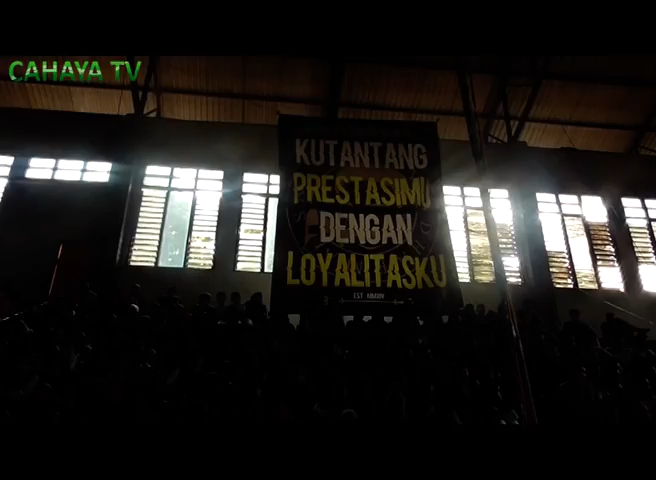 CAHAYA TV
KUTANTANG
PRESTASIMU
DENGAN
LOYALITASKU